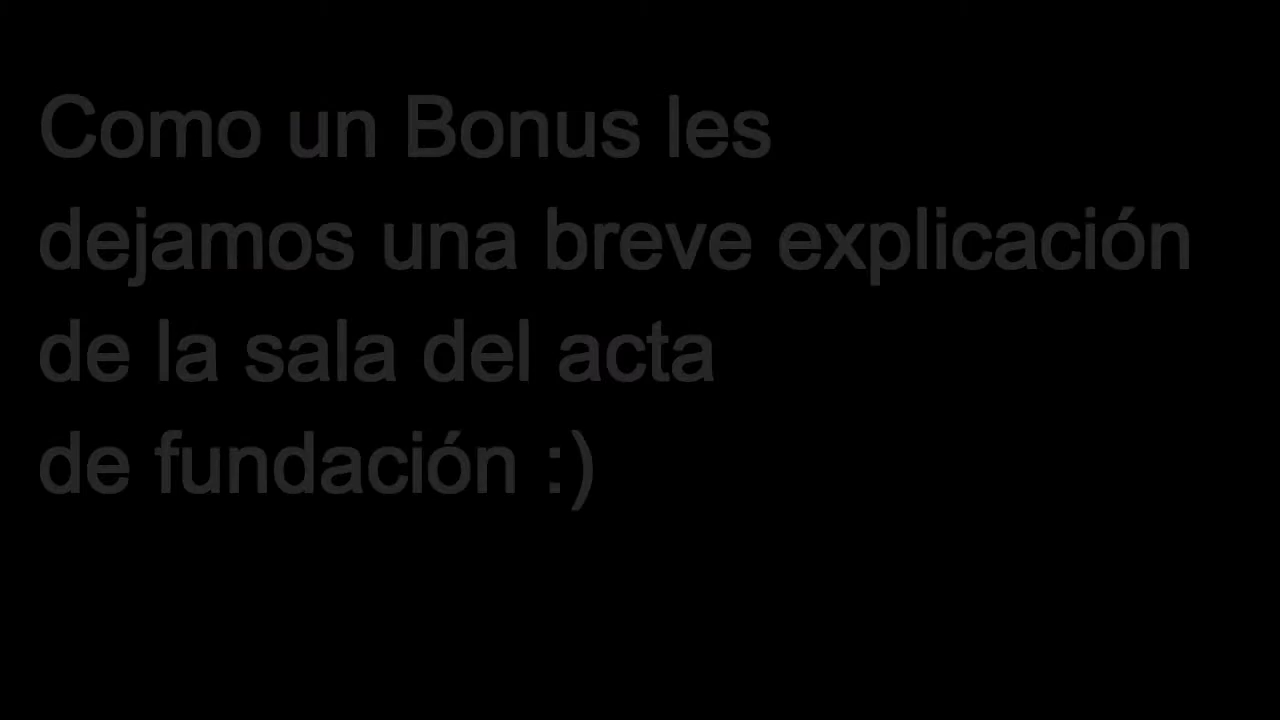 Como un Bonus les
dejamos una breve explicación
de la sala del acta
de fundación :)